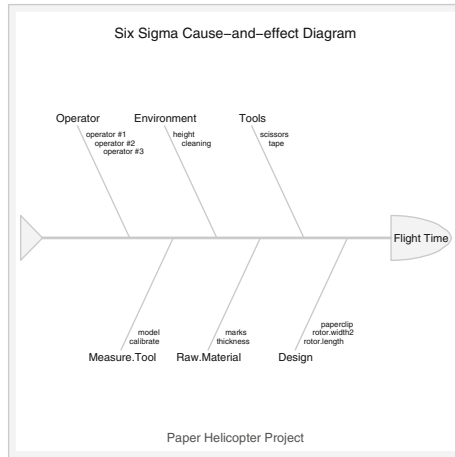 Six Sigma Cause−and−effect Diagram
Operator
Environment
Tools
operator #1
operator #2
operator #3
height
cleaning
scissors
tape
Flight Time
model
calibrate
marks
thickness
paperclip
rotor.width2
rotor.length
Measure.Tool
Raw.Material
Design
Paper Helicopter Project